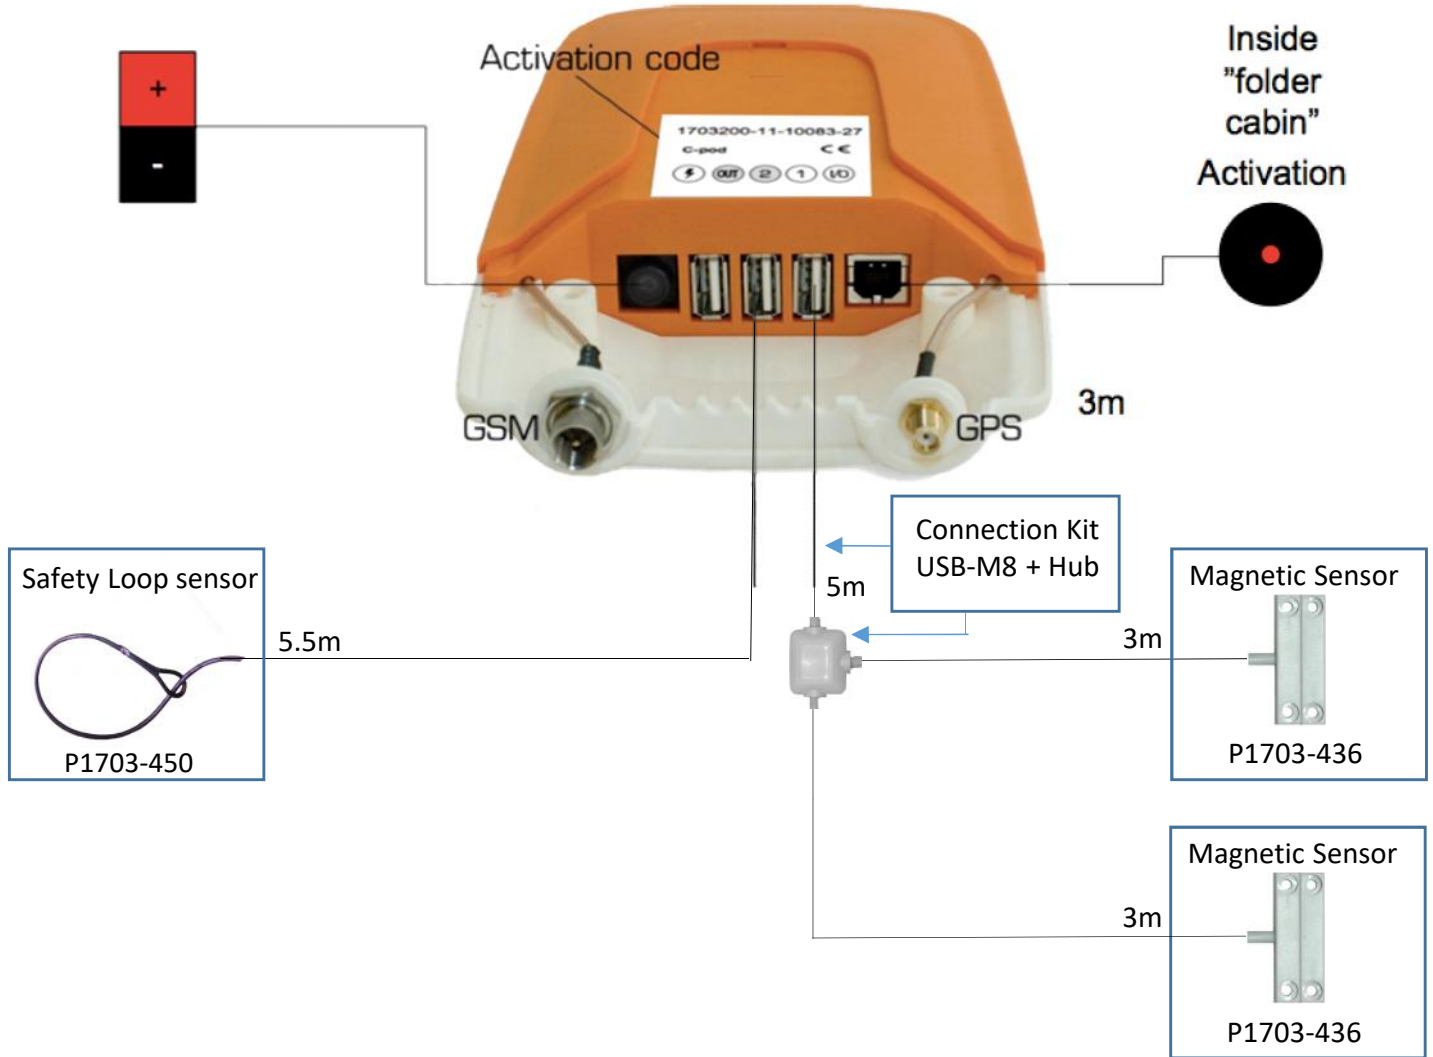 Activation code
Inside
"folder
cabin"
Activation
+
-
1703200-11-10083-27
C-pod CE
OUT 2 1 I/O
GSM
GPS
3m
Connection Kit
USB-M8 + Hub
5m
Safety Loop sensor
5.5m
P1703-450
Magnetic Sensor
3m
P1703-436
Magnetic Sensor
3m
P1703-436